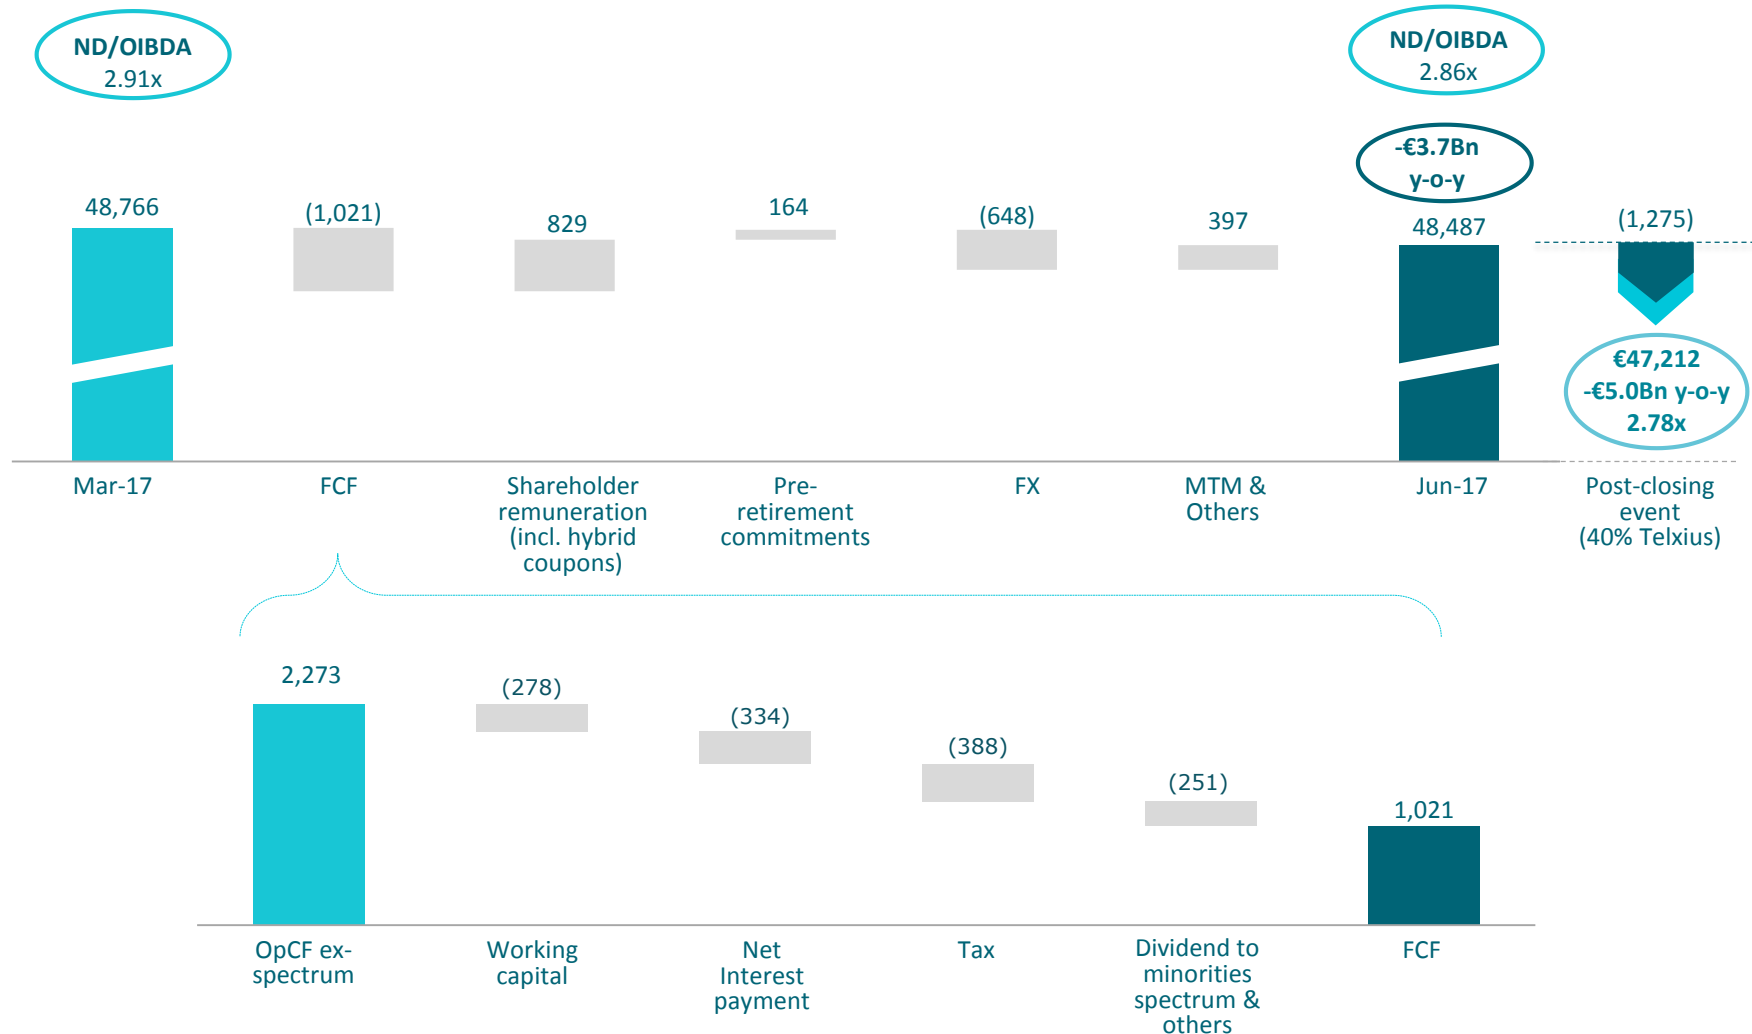 ND/OIBDA
2.91x
ND/OIBDA
2.86x
-€3.7Bn
y-o-y
48,766
(1,021)
829
164
(648)
397
48,487
(1,275)
€47,212
-€5.0Bn y-o-y
2.78x
Mar-17
FCF
Shareholder
remuneration
(incl. hybrid
coupons)
Pre-
retirement
commitments
FX
MTM &
Others
Jun-17
Post-closing
event
(40% Telxius)
2,273
(278)
(334)
(388)
(251)
1,021
OpCF ex-
spectrum
Working
capital
Net
Interest
payment
Tax
Dividend to
minorities
spectrum &
others
FCF